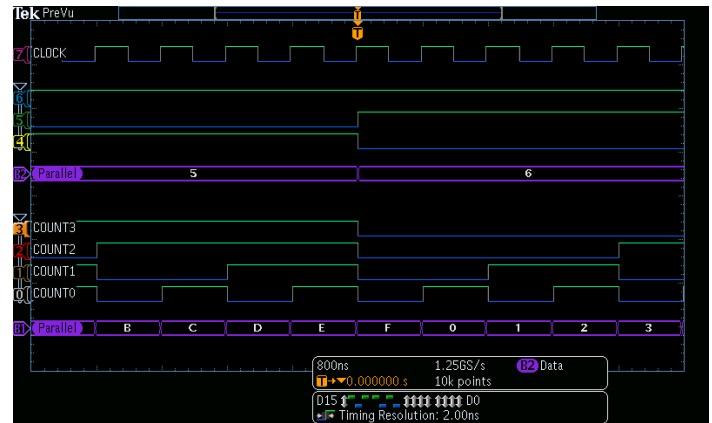 Tek PreVu
T
T
7 CLOCK
6
5
4
B2 Parallel 5 6
3 COUNT3
2 COUNT2
1 COUNT1
0 COUNT0
B1 Parallel B C D E F 0 1 2 3
800ns 1.25GS/s B2 Data
T→▼0.000000 s 10k points
D15 D0
Timing Resolution: 2.00ns